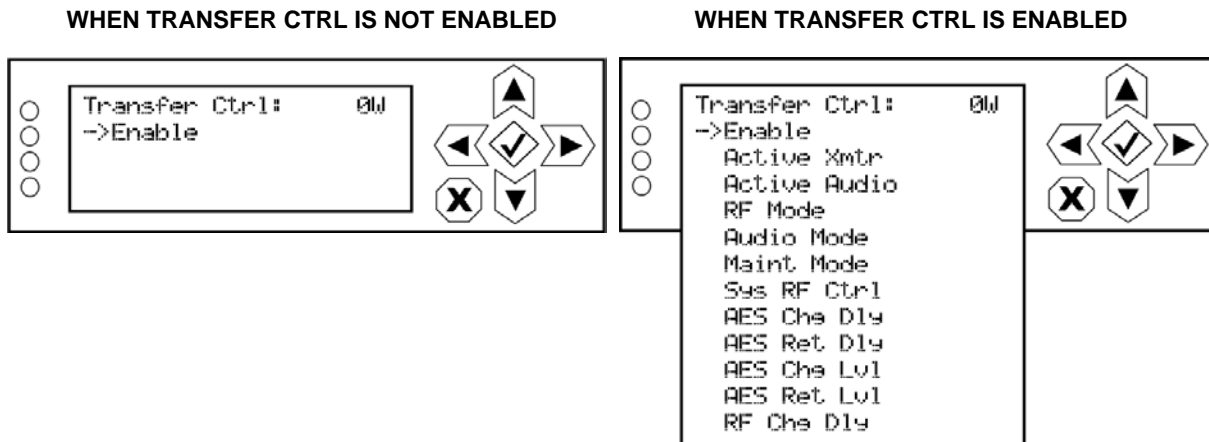 WHEN TRANSFER CTRL IS NOT ENABLED
Transfer Ctrl: 0W
->Enable
X
WHEN TRANSFER CTRL IS ENABLED
Transfer Ctrl: 0W
->Enable
Active Xmtr
Active Audio
RF Mode
Audio Mode
Maint Mode
Sys RF Ctrl
AES Chg Dly
AES Ret Dly
AES Chg Lvl
AES Ret Lvl
RF Chg Dly
X